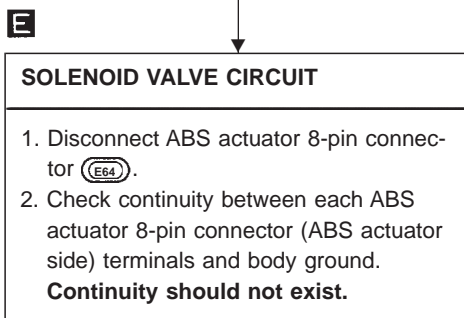 E
SOLENOID VALVE CIRCUIT
1. Disconnect ABS actuator 8-pin connec-
tor (E64).
2. Check continuity between each ABS
actuator 8-pin connector (ABS actuator
side) terminals and body ground.
Continuity should not exist.